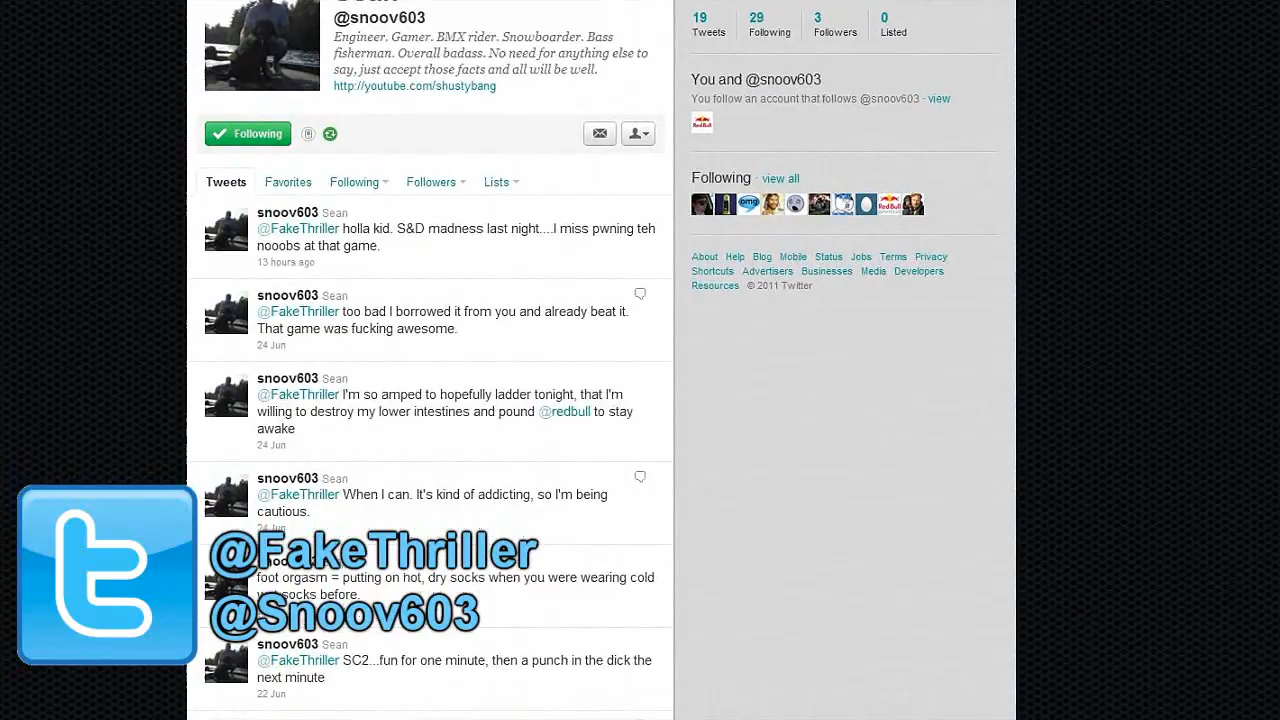 @snoov603
Engineer. Gamer. BMX rider. Snowboarder. Bass
fisherman. Overall badass. No need for anything else to
say, just accept those facts and all will be well.
http://youtube.com/shustybang
Following
Tweets Favorites Following Followers Lists
snoov603 Sean
@FakeThriller holla kid. S&D madness last night....I miss pwning teh
nooobs at that game.
13 hours ago
snoov603 Sean
@FakeThriller too bad I borrowed it from you and already beat it.
That game was fucking awesome.
24 Jun
snoov603 Sean
@FakeThriller I'm so amped to hopefully ladder tonight, that I'm
willing to destroy my lower intestines and pound @redbull to stay
awake
24 Jun
snoov603 Sean
@FakeThriller When I can. It's kind of addicting, so I'm being
cautious.
24 Jun
@FakeThriller
foot orgasm = putting on hot, dry socks when you were wearing cold
socks before.
@Snoov603
snoov603 Sean
@FakeThriller SC2...fun for one minute, then a punch in the dick the
next minute
22 Jun
19 29 3 0
Tweets Following Followers Listed
You and @snoov603
You follow an account that follows @snoov603 · view
RedBull
Following · view all
omg
RedBull
About Help Blog Mobile Status Jobs Terms Privacy
Shortcuts Advertisers Businesses Media Developers
Resources © 2011 Twitter